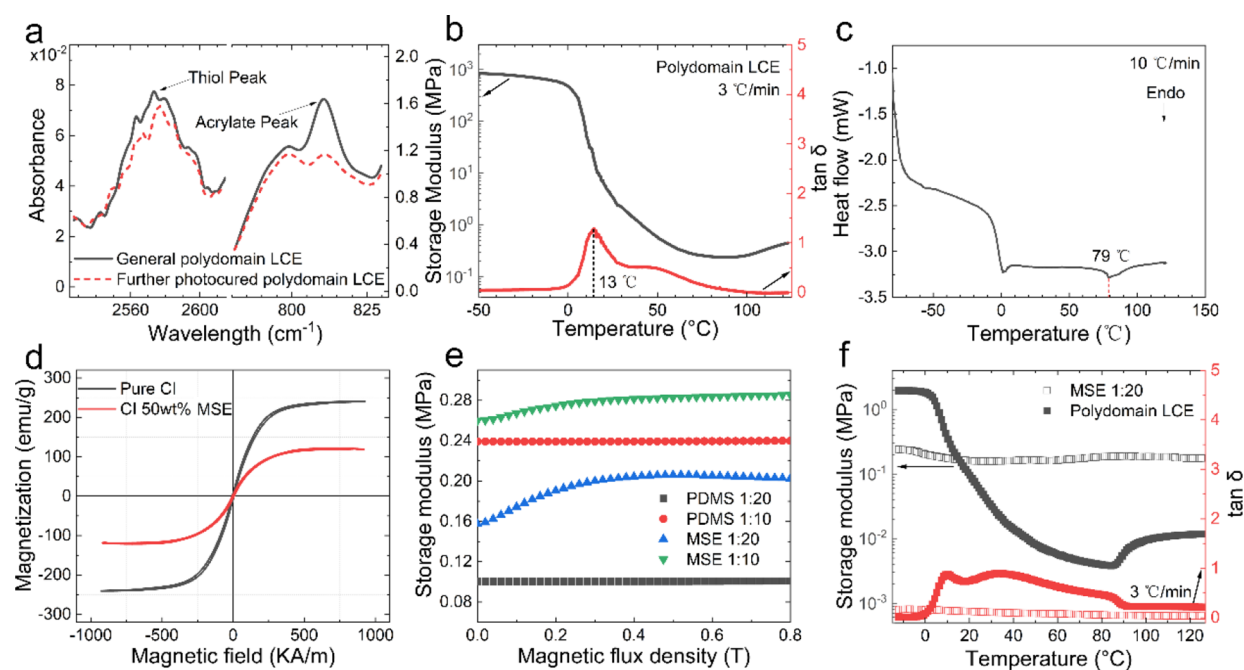 a
x10⁻²
8
6
4
2
0
2.0
1.6
1.2
0.8
0.4
0.0
Thiol Peak
Acrylate Peak
General polydomain LCE
Further photocured polydomain LCE
2560
2600
800
825
Absorbance
Wavelength (cm⁻¹)
b
10³
10²
10¹
10⁰
10⁻¹
5
4
3
2
1
0
Polydomain LCE
3 ℃/min
13 ℃
-50
0
50
100
Storage Modulus (MPa)
tan δ
Temperature (°C)
c
-1.0
-1.5
-2.0
-2.5
-3.0
-3.5
10 ℃/min
Endo
79 ℃
-50
0
50
100
150
Heat flow (mW)
Temperature (℃)
d
300
200
100
0
-100
-200
-300
Pure CI
CI 50wt% MSE
-1000
-500
0
500
1000
Magnetization (emu/g)
Magnetic field (KA/m)
e
0.28
0.24
0.20
0.16
0.12
0.08
PDMS 1:20
PDMS 1:10
MSE 1:20
MSE 1:10
0.0
0.2
0.4
0.6
0.8
Storage modulus (MPa)
Magnetic flux density (T)
f
10⁰
10⁻¹
10⁻²
10⁻³
5
4
3
2
1
0
MSE 1:20
Polydomain LCE
3 ℃/min
0
20
40
60
80
100
120
Storage modulus (MPa)
tan δ
Temperature (°C)